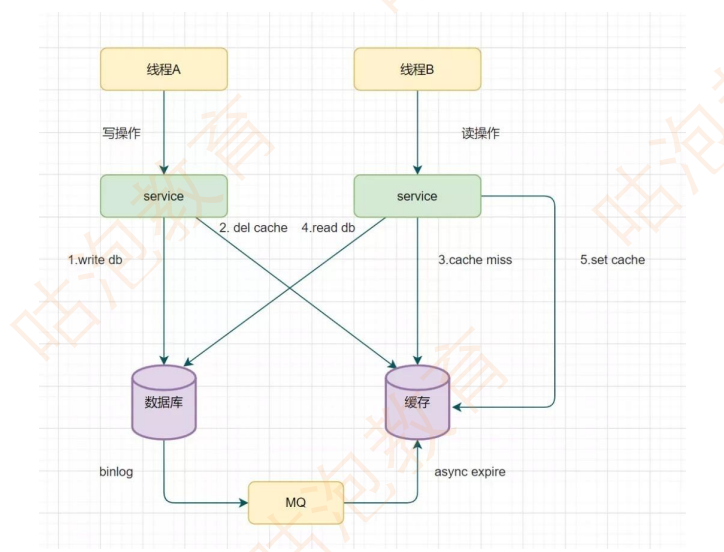 线程A
线程B
写操作
读操作
service
service
2. del cache
4.read db
1.write db
3.cache miss
5.set cache
数据库
缓存
binlog
async expire
MQ
咕泡教育
咕泡教育
咕泡教育